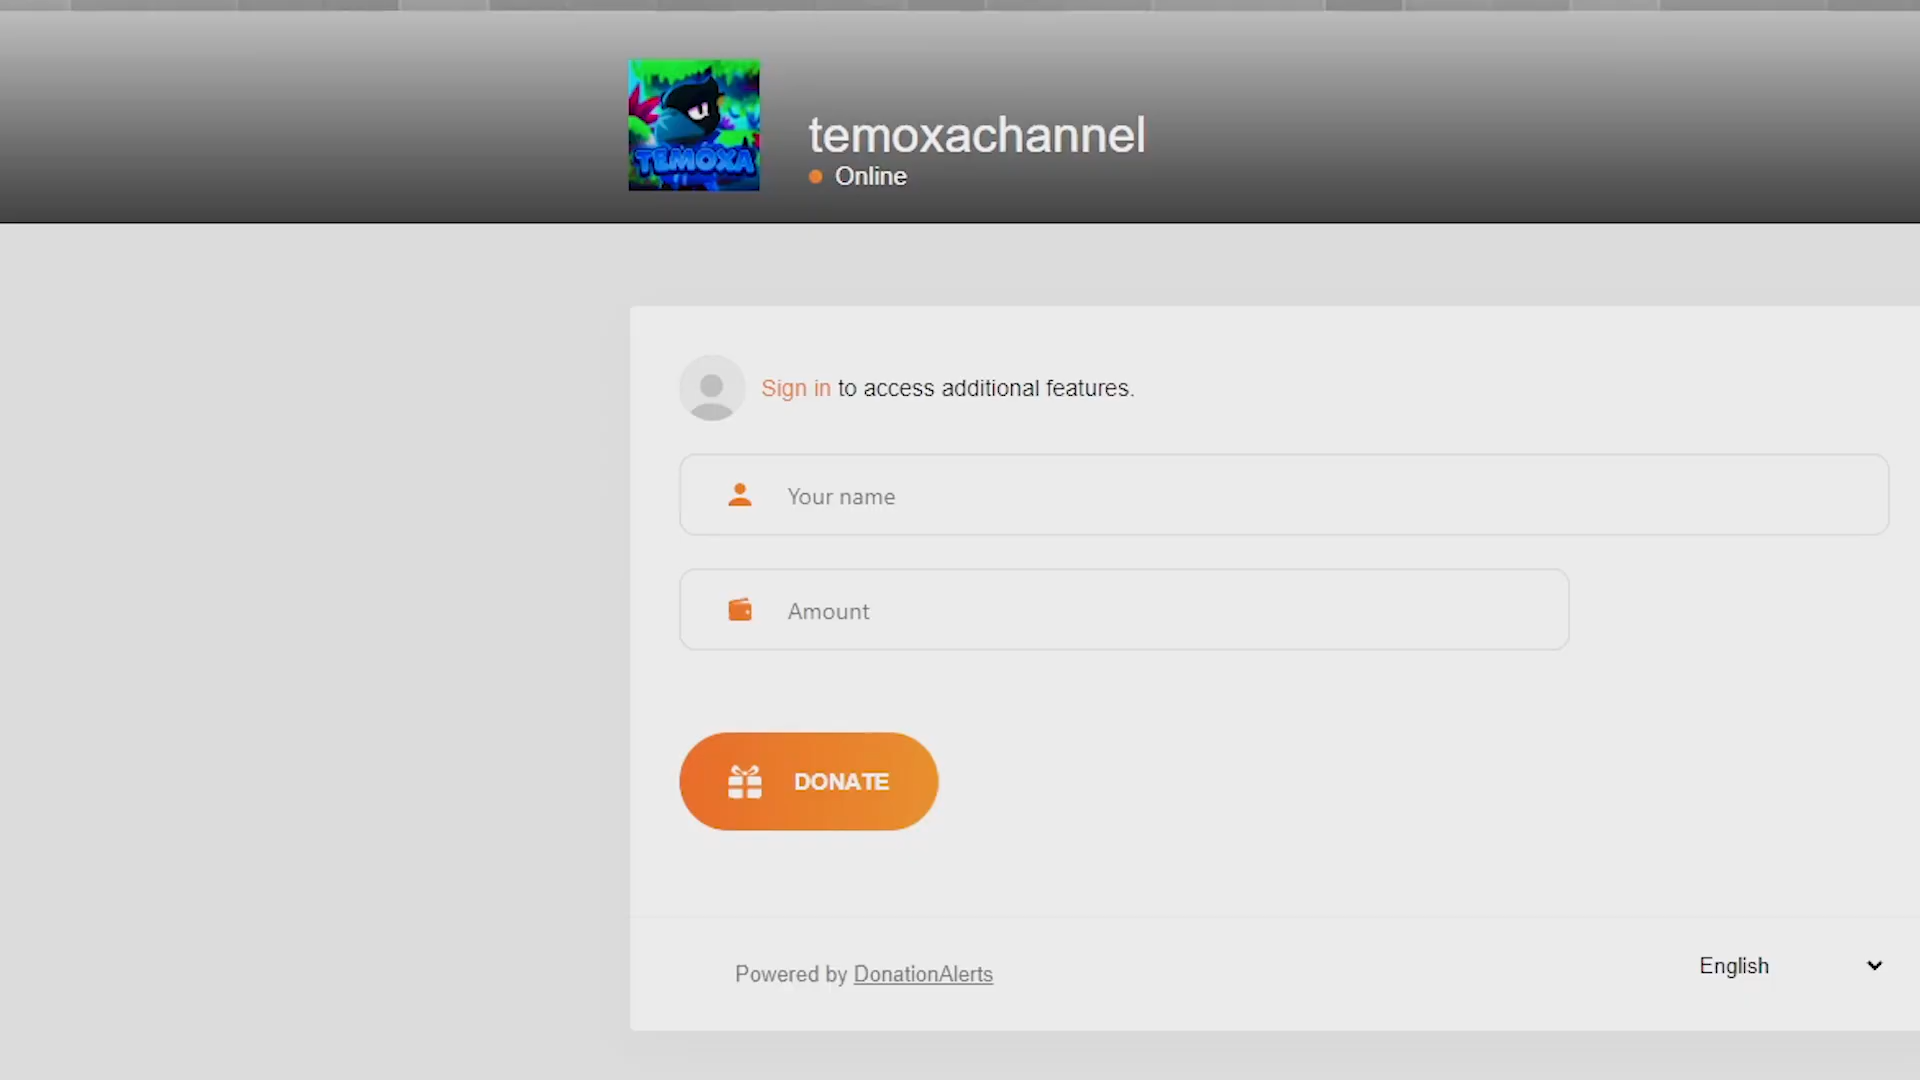 TEMOXA
temoxachannel
Online
Sign in to access additional features.
Your name
Amount
DONATE
Powered by DonationAlerts
English